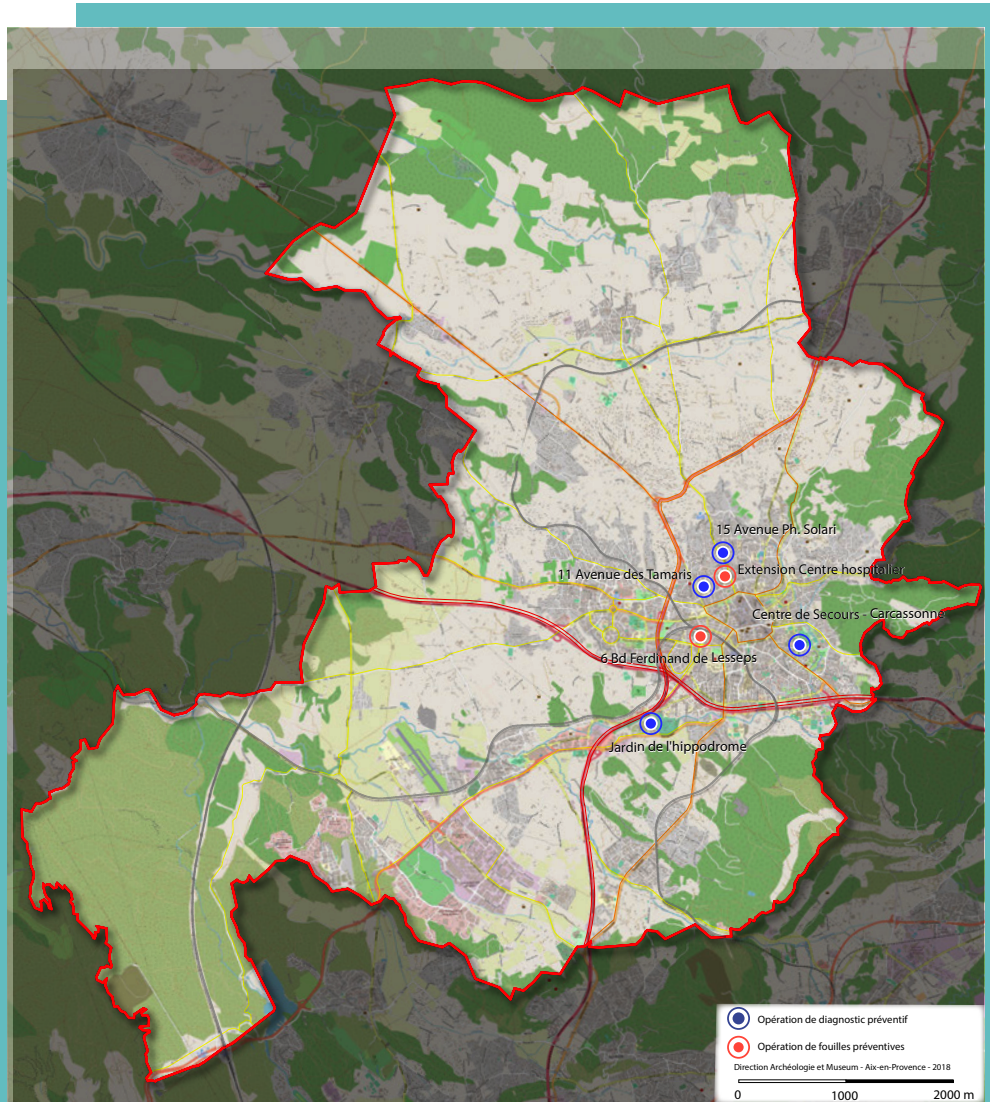 15 Avenue Ph. Solari
Extension Centre hospitalier
11 Avenue des Tamaris
Centre de Secours - Carcassonne
6 Bd Ferdinand de Lesseps
Jardin de l'hippodrome
Opération de diagnostic préventif
Opération de fouilles préventives
Direction Archéologie et Museum - Aix-en-Provence - 2018
0 1000 2000 m